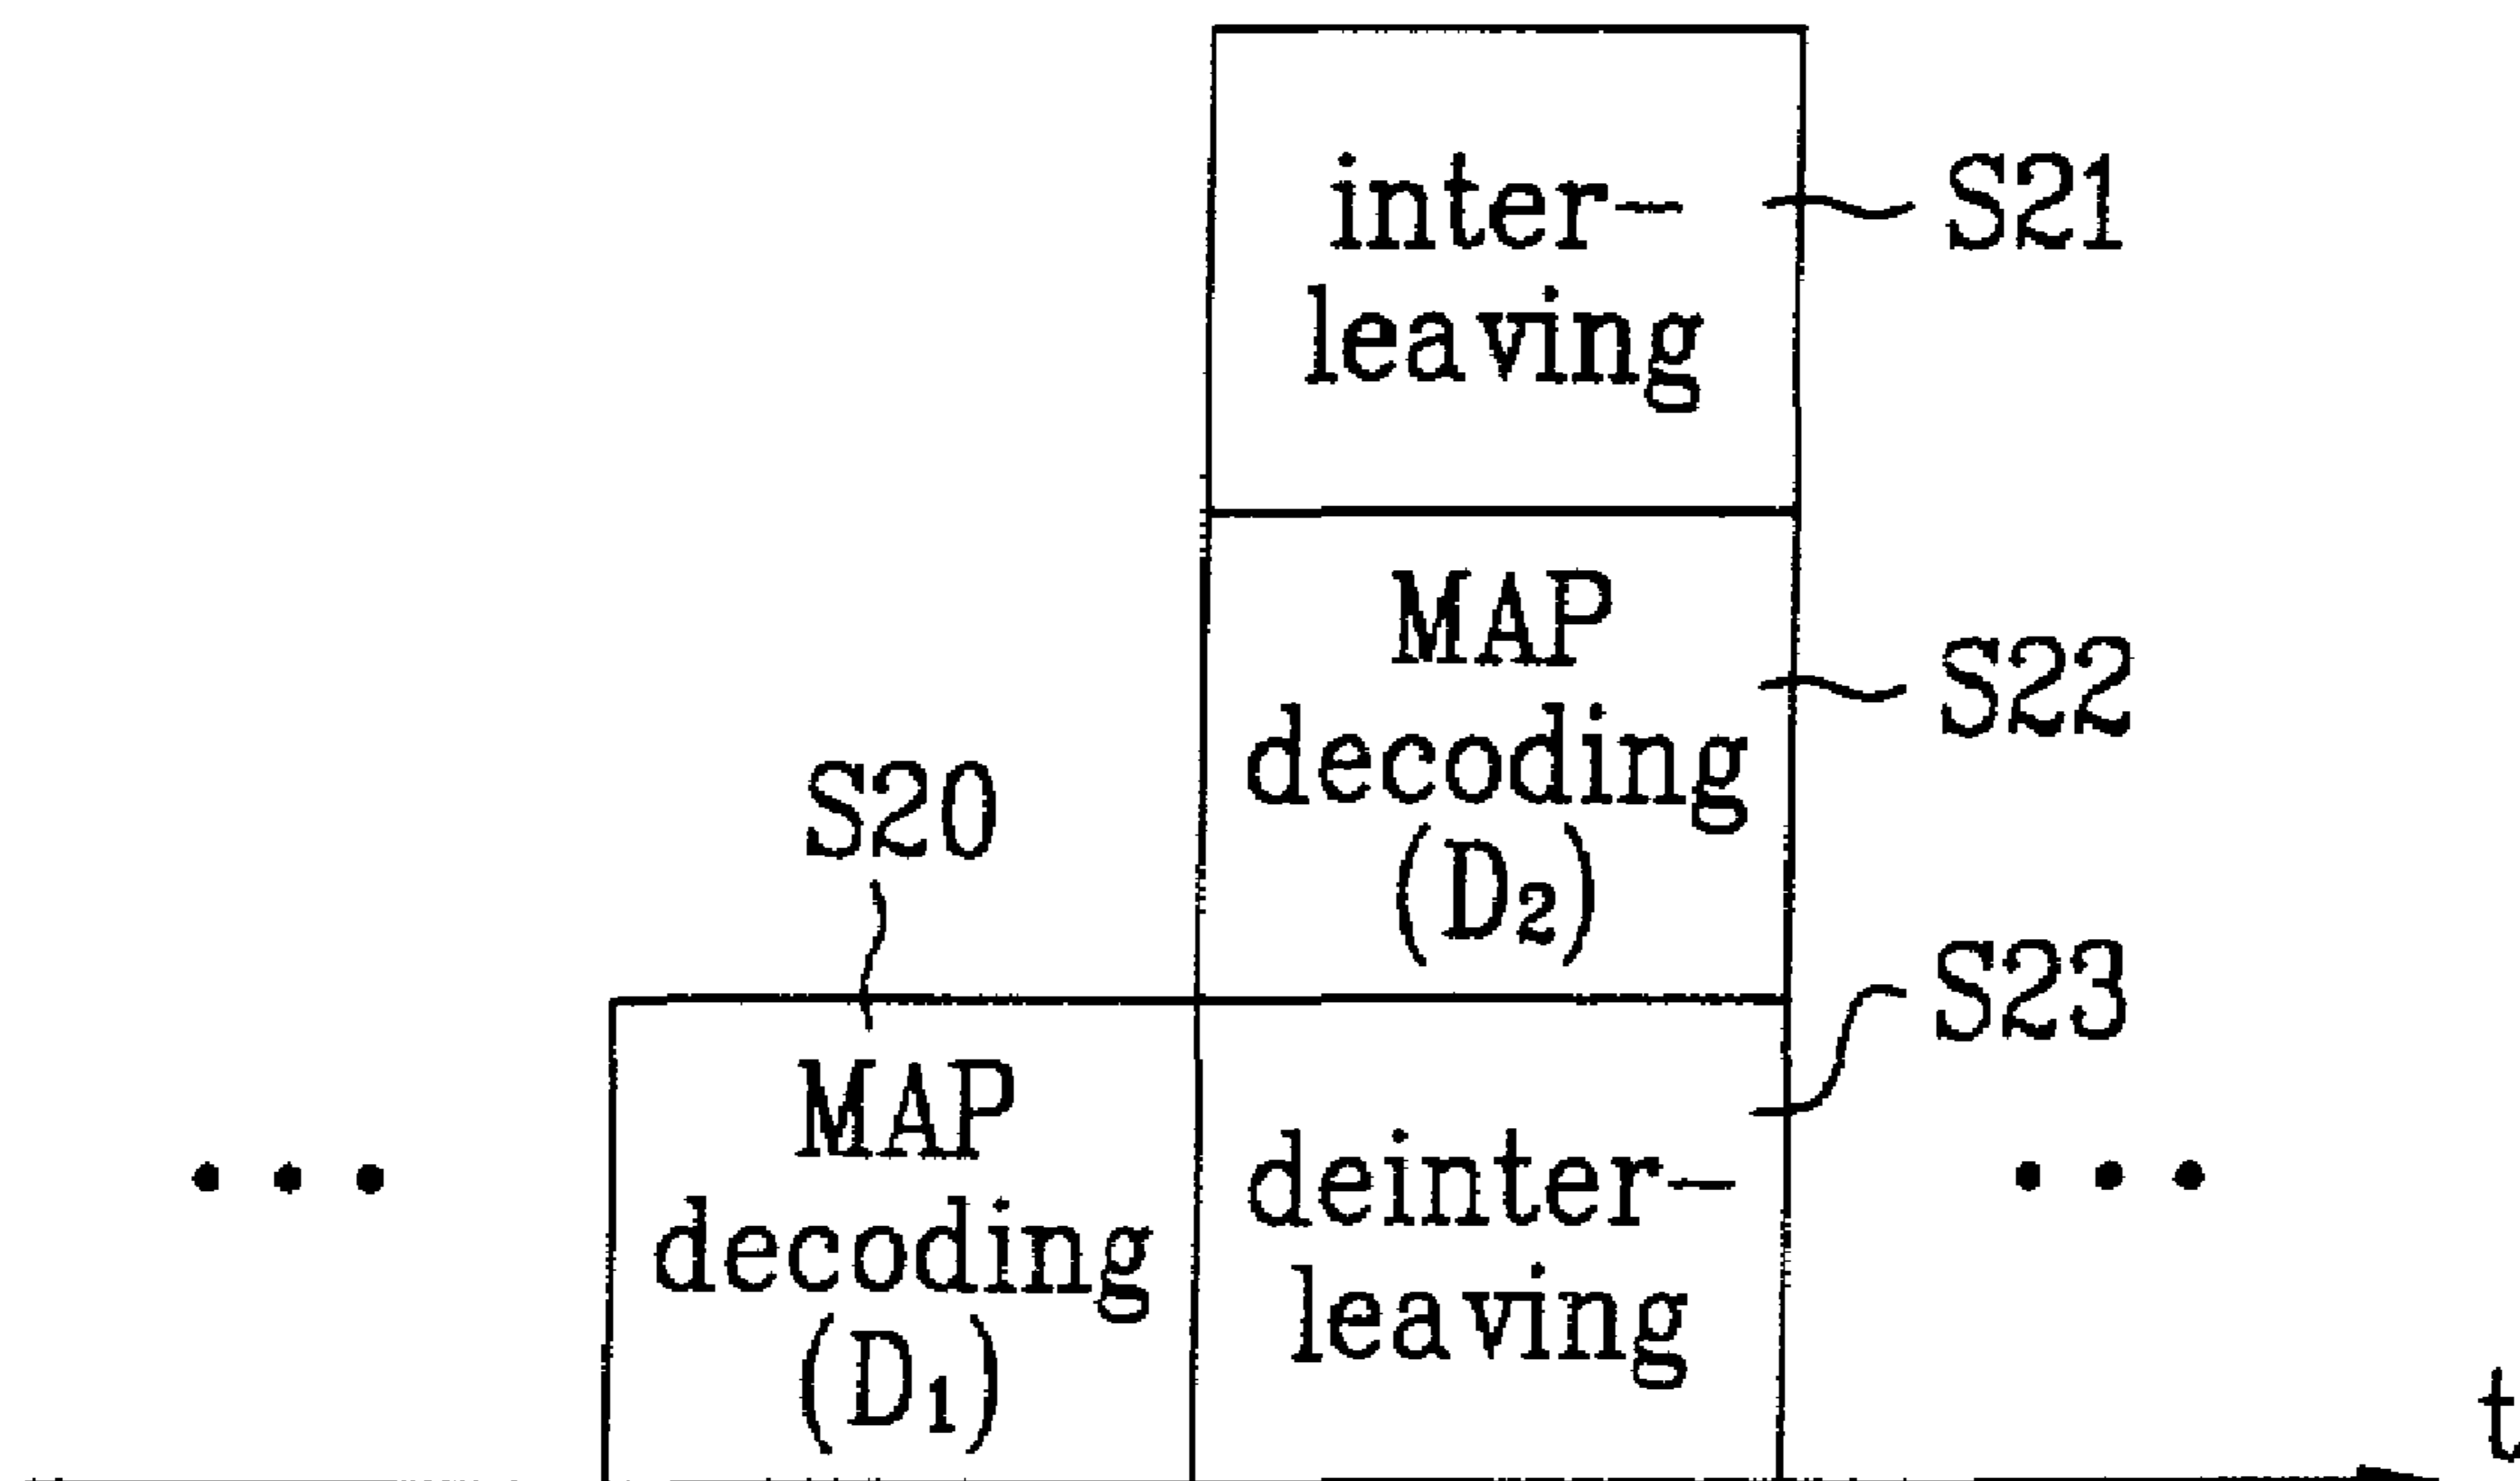 inter-
leaving
S21
MAP
decoding
(D2)
S22
S20
S23
MAP
decoding
(D1)
deinter-
leaving
t